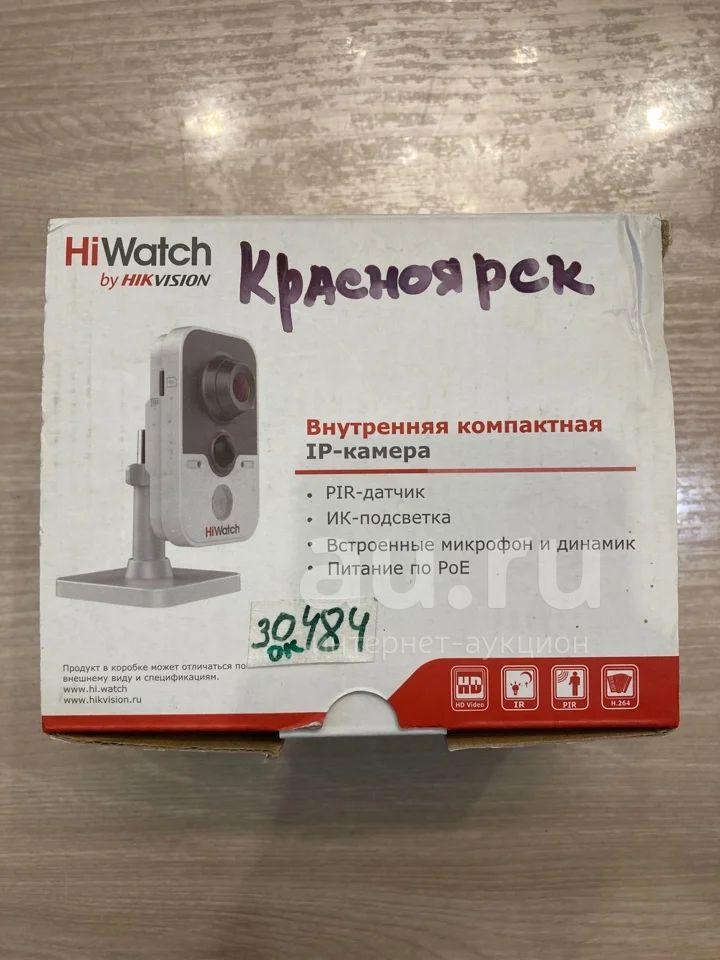 HiWatch
by HIKVISION
Красноярск
Внутренняя компактная
IP-камера
• PIR-датчик
• ИК-подсветка
• Встроенные микрофон и динамик
• Питание по PoE
HiWatch
au.ru
интернет-аукцион
30484
ок
Продукт в коробке может отличаться по
внешнему виду и спецификациям.
www.hi.watch
www.hikvision.ru
HD
HD Video
IR
PIR
H.264